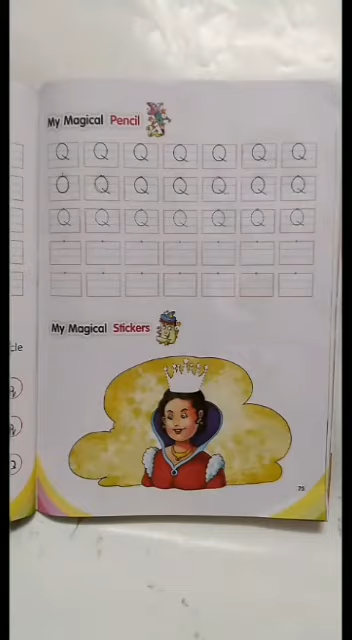 My Magical Pencil
Q Q Q Q Q Q Q
O Q Q Q Q Q Q
Q Q Q Q Q Q Q
My Magical Stickers
75